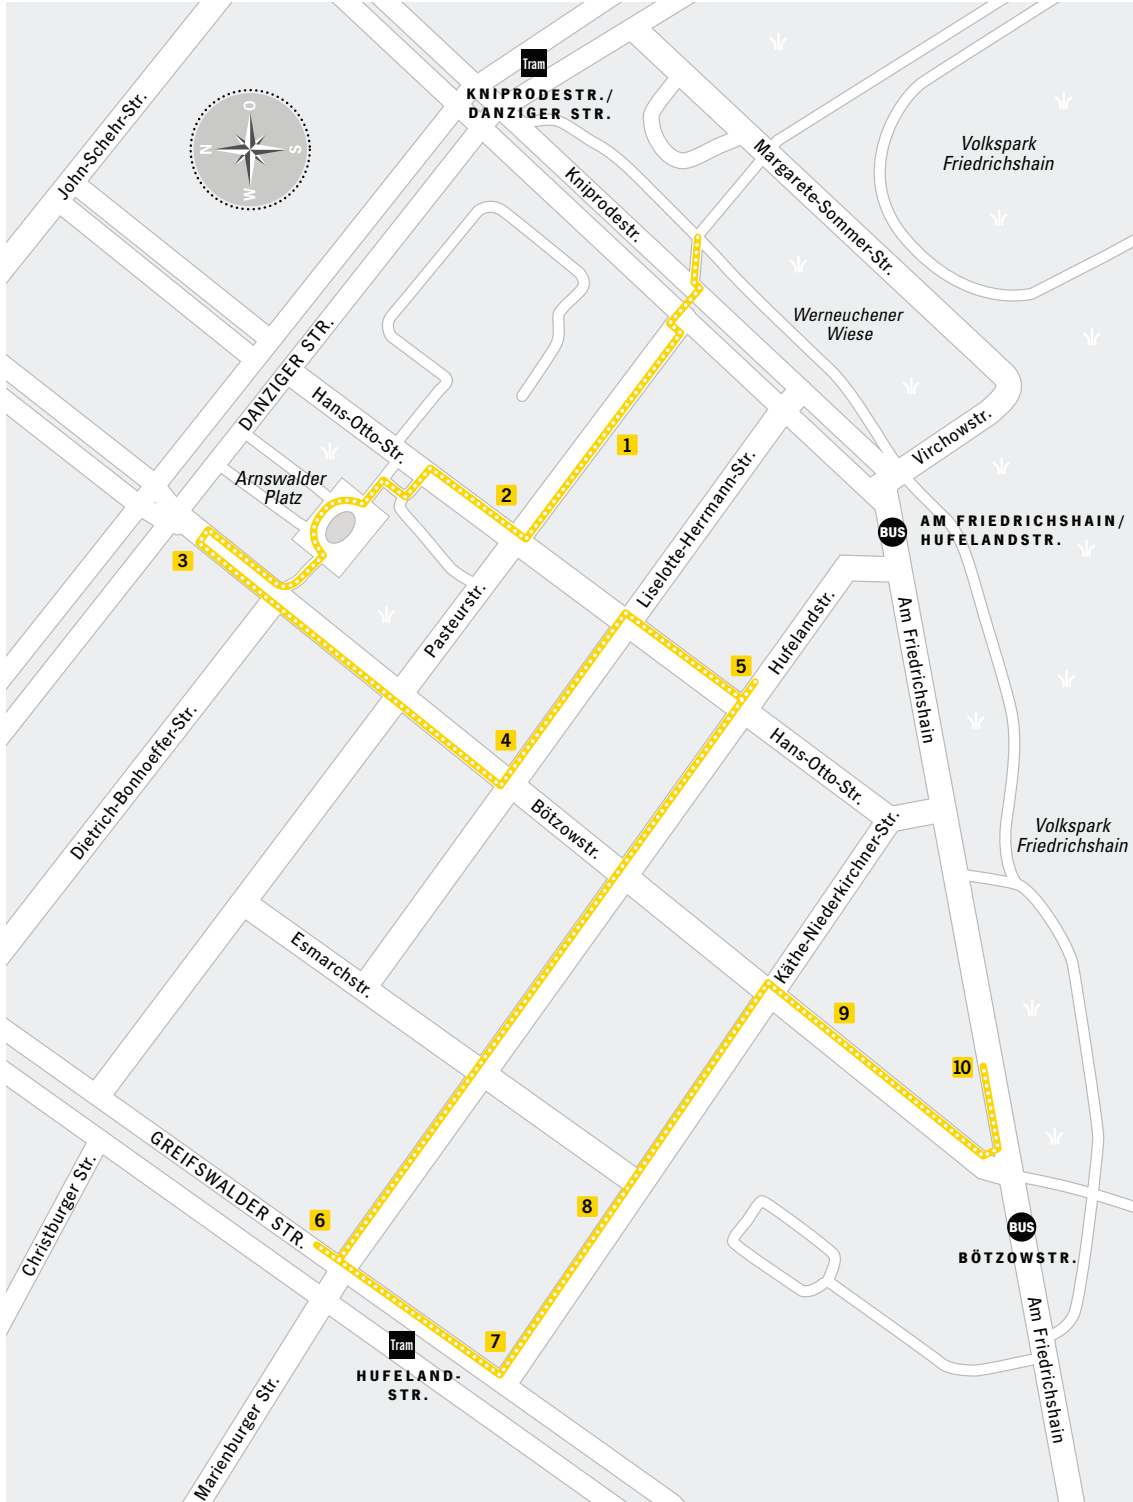 Tram
KNIPRODESTR./
DANZIGER STR.
John-Schehr-Str.
O
N
S
W
Volkspark
Friedrichshain
Margarete-Sommer-Str.
Kniprodestr.
Werneuchener
Wiese
DANZIGER STR.
Hans-Otto-Str.
1
Virchowstr.
Arnswalder
Platz
2
Liselotte-Herrmann-Str.
BUS
AM FRIEDRICHSHAIN/
HUFELANDSTR.
3
Pasteurstr.
Hufelandstr.
Am Friedrichshain
5
4
Dietrich-Bonhoeffer-Str.
Hans-Otto-Str.
Bötzowstr.
Volkspark
Friedrichshain
Käthe-Niederkirchner-Str.
Esmarchstr.
9
10
GREIFSWALDER STR.
Christburger Str.
6
8
BUS
BÖTZOWSTR.
7
Tram
HUFELAND-
STR.
Am Friedrichshain
Marienburger Str.